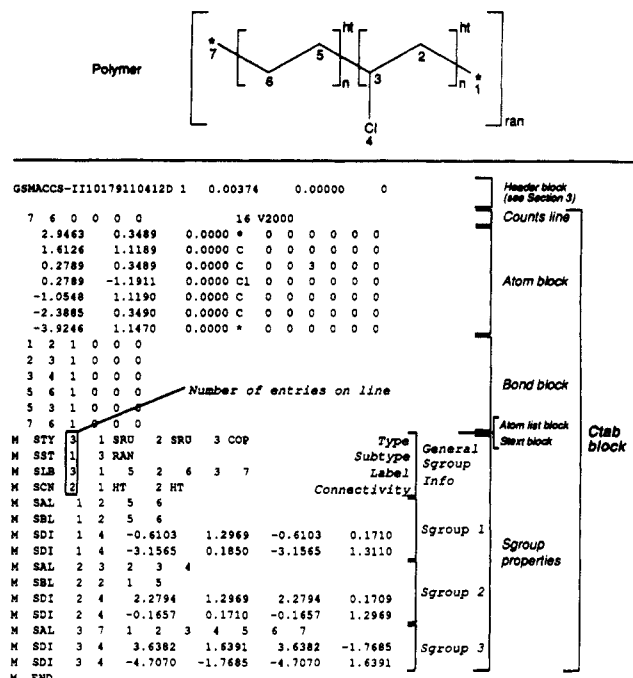 Polymer
* 7 6 5 ht n 3 2 ht n * 1
Cl
4
ran
GSMACCS-II10179110412D 1 0.00374 0.00000 0
Header block
(see Section 3)
7 6 0 0 0 0 16 V2000
Counts line
2.9463 0.3489 0.0000 * 0 0 0 0 0 0
1.6126 1.1189 0.0000 C 0 0 0 0 0 0
0.2789 0.3489 0.0000 C 0 0 3 0 0 0
0.2789 -1.1911 0.0000 Cl 0 0 0 0 0 0
-1.0548 1.1190 0.0000 C 0 0 0 0 0 0
-2.3885 0.3490 0.0000 C 0 0 0 0 0 0
-3.9246 1.1470 0.0000 * 0 0 0 0 0 0
Atom block
1 2 1 0 0 0
2 3 1 0 0 0
3 4 1 0 0 0
5 6 1 0 0 0
5 3 1 0 0 0
7 6 1 0 0 0
Number of entries on line
Bond block
Atom list block
Stext block
Ctab
block
M STY 3 1 SRU 2 SRU 3 COP Type
M SST 1 3 RAN Subtype
M SLB 3 1 5 2 6 3 7 Label
M SCN 2 1 HT 2 HT Connectivity
General
Sgroup
Info
M SAL 1 2 5 6
M SBL 1 2 5 6
M SDI 1 4 -0.6103 1.2969 -0.6103 0.1710
M SDI 1 4 -3.1565 0.1850 -3.1565 1.3110
Sgroup 1
Sgroup
properties
M SAL 2 3 2 3 4
M SBL 2 2 1 5
M SDI 2 4 2.2794 1.2969 2.2794 0.1709
M SDI 2 4 -0.1657 0.1710 -0.1657 1.2969
Sgroup 2
M SAL 3 7 1 2 3 4 5 6 7
M SDI 3 4 3.6382 1.6391 3.6382 -1.7685
M SDI 3 4 -4.7070 -1.7685 -4.7070 1.6391
Sgroup 3
M END